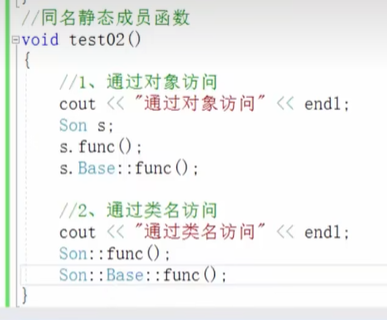 //同名静态成员函数
void test02()
{
//1、通过对象访问
cout << "通过对象访问" << endl;
Son s;
s.func();
s.Base::func();
//2、通过类名访问
cout << "通过类名访问" << endl;
Son::func();
Son::Base::func();
}